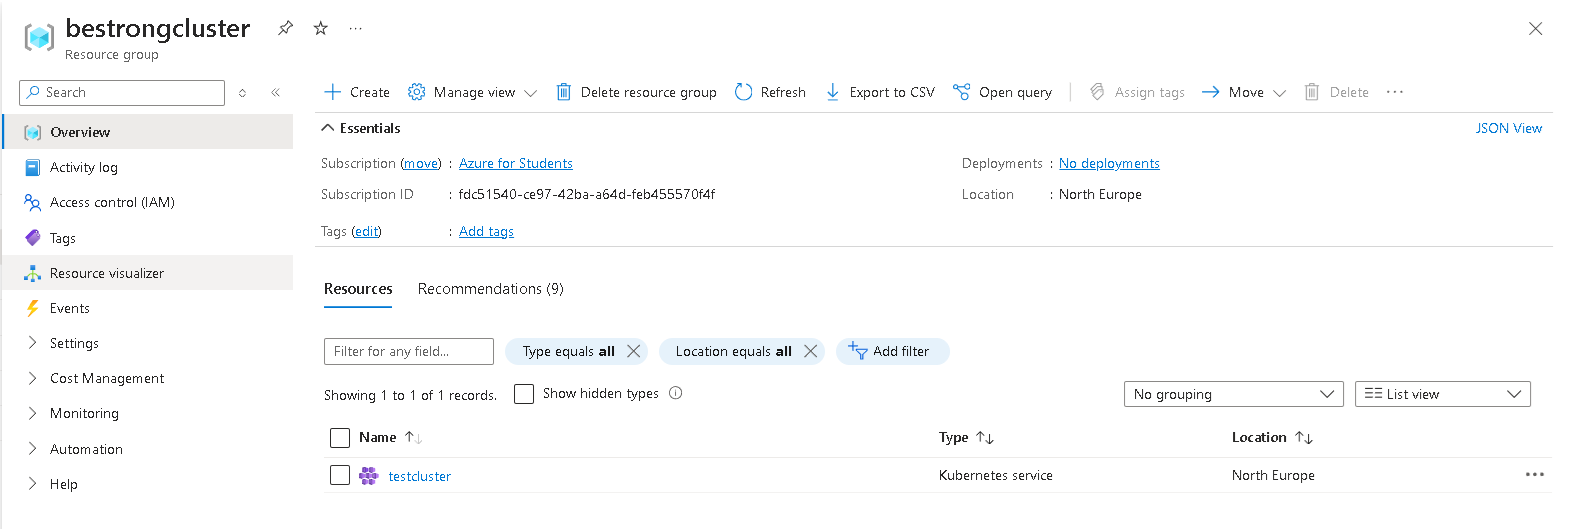 bestrongcluster
Resource group
Search
Overview
Activity log
Access control (IAM)
Tags
Resource visualizer
Events
Settings
Cost Management
Monitoring
Automation
Help
Create Manage view Delete resource group Refresh Export to CSV Open query Assign tags Move Delete
Essentials JSON View
Subscription (move) : Azure for Students Deployments : No deployments
Subscription ID : fdc51540-ce97-42ba-a64d-feb455570f4f Location : North Europe
Tags (edit) : Add tags
Resources Recommendations (9)
Filter for any field... Type equals all Location equals all Add filter
Showing 1 to 1 of 1 records. Show hidden types No grouping List view
Name Type Location
testcluster Kubernetes service North Europe